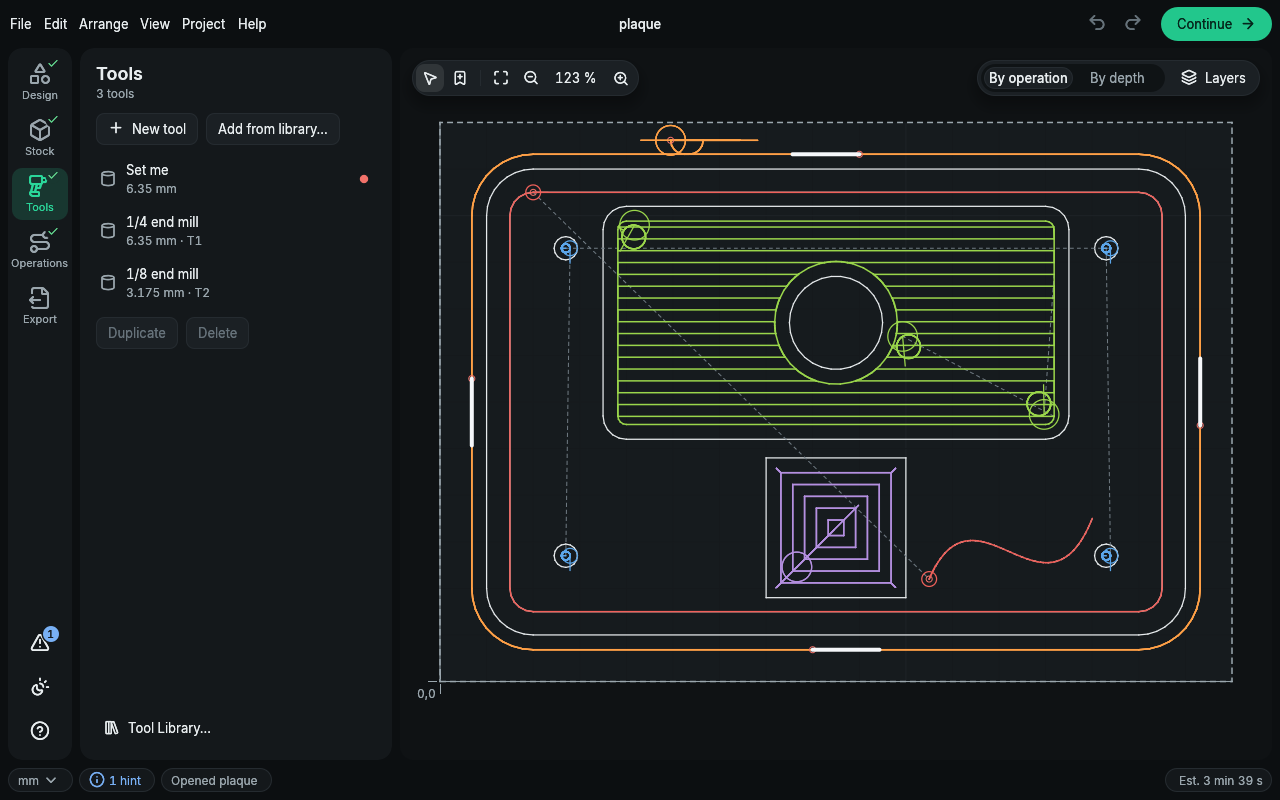 File Edit Arrange View Project Help
plaque
Continue
Design
Stock
Tools
Operations
Export
1
Tools
3 tools
New tool
Add from library...
Set me
6.35 mm
1/4 end mill
6.35 mm · T1
1/8 end mill
3.175 mm · T2
Duplicate
Delete
Tool Library...
123 %
By operation
By depth
Layers
0,0
mm
1 hint
Opened plaque
Est. 3 min 39 s